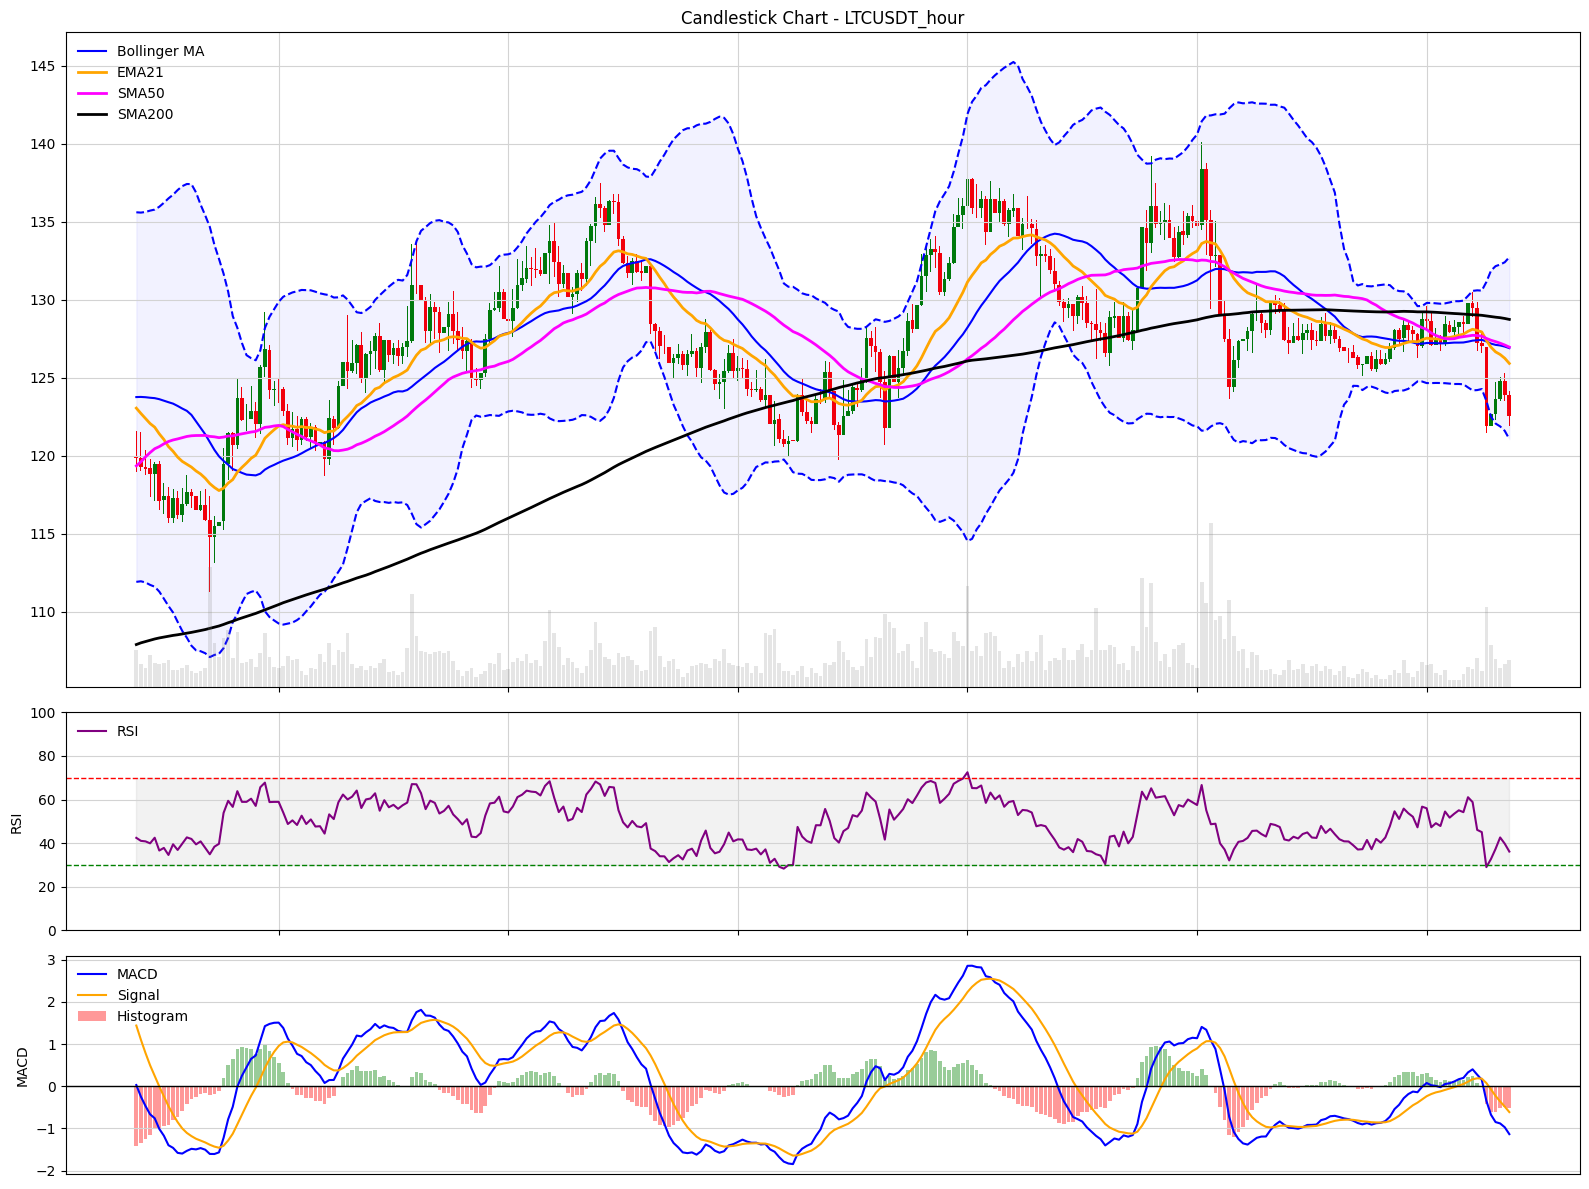 Candlestick Chart - LTCUSDT_hour
Bollinger MA
EMA21
SMA50
SMA200
145
140
135
130
125
120
115
110
100
80
60
40
20
0
RSI
RSI
3
2
1
0
−1
−2
MACD
MACD
Signal
Histogram